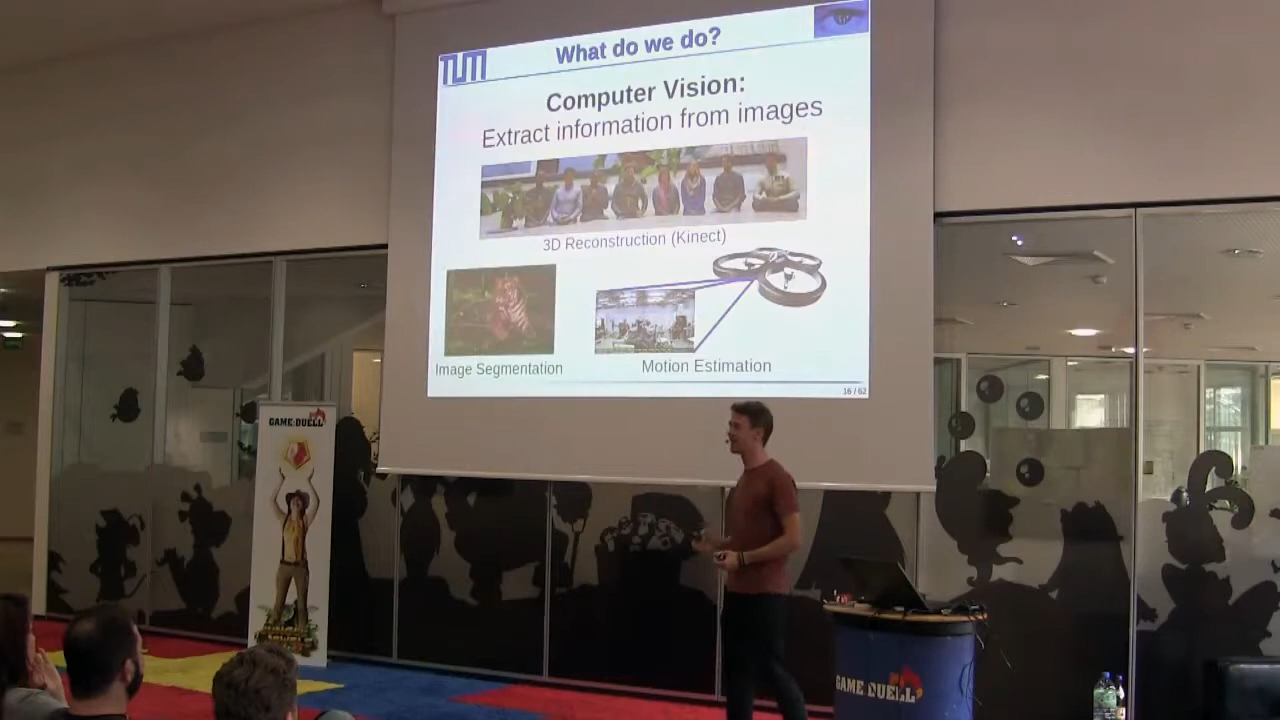 TUM
What do we do?
Computer Vision:
Extract information from images
3D Reconstruction (Kinect)
Image Segmentation
Motion Estimation
16 / 62
GAME DUELL
GAME DUELL